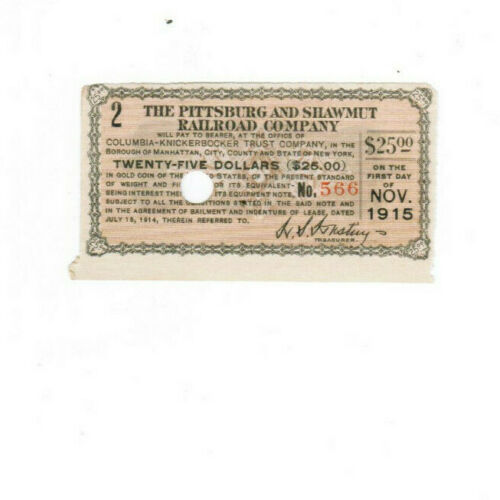 2
THE PITTSBURG AND SHAWMUT
RAILROAD COMPANY
WILL PAY TO BEARER, AT THE OFFICE OF
COLUMBIA-KNICKERBOCKER TRUST COMPANY, IN THE
BOROUGH OF MANHATTAN, CITY, COUNTY AND STATE OF NEW YORK,
TWENTY-FIVE DOLLARS ($25.00)
IN GOLD COIN OF THE STATES, OF THE PRESENT STANDARD
OF WEIGHT AND OR ITS EQUIVALENT
BEING INTEREST THE ITS EQUIPMENT NOTE,
No. 566
SUBJECT TO ALL THE CONDITIONS STATED IN THE SAID NOTE AND
IN THE AGREEMENT OF BAILMENT AND INDENTURE OF LEASE, DATED
JULY 15, 1914, THEREIN REFERRED TO.
TREASURER.
$25.00
ON THE
FIRST DAY
OF
NOV.
1915